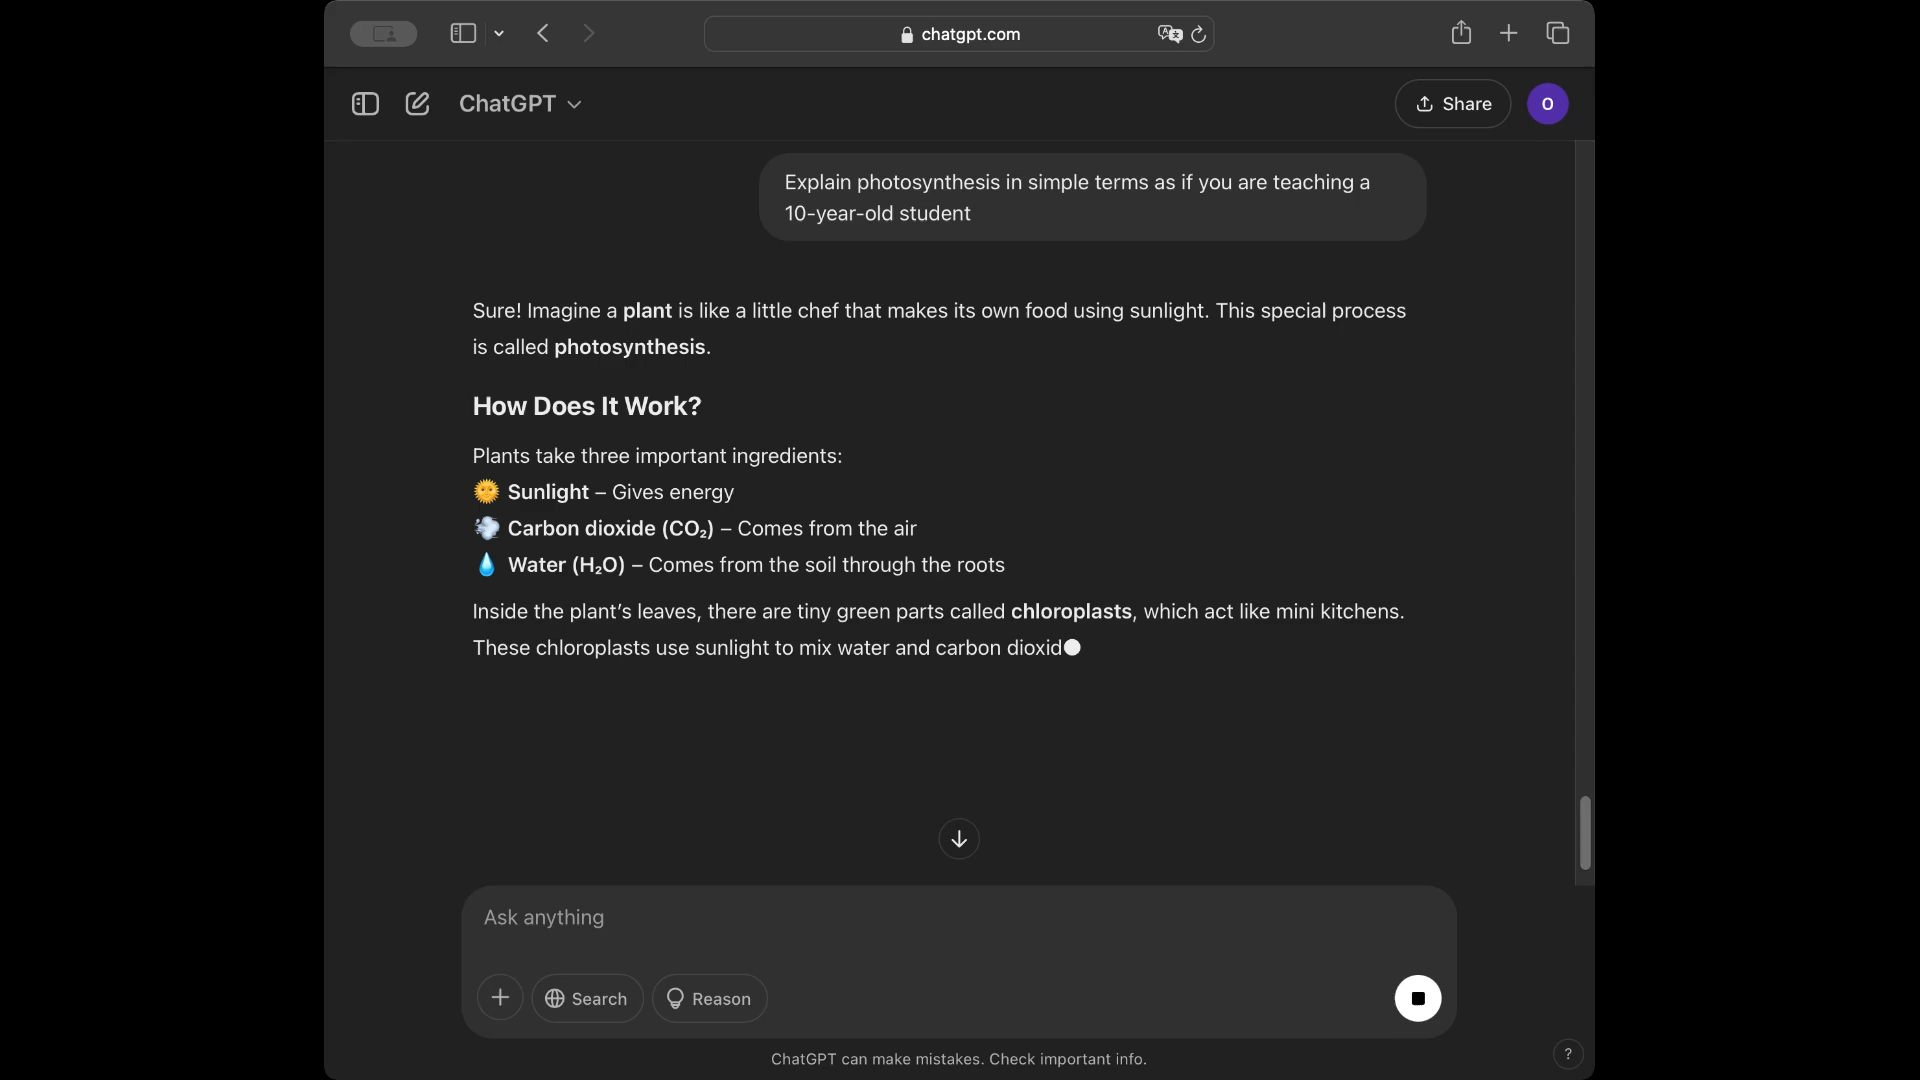 chatgpt.com
ChatGPT
Share
O
Explain photosynthesis in simple terms as if you are teaching a
10-year-old student
Sure! Imagine a plant is like a little chef that makes its own food using sunlight. This special process
is called photosynthesis.
How Does It Work?
Plants take three important ingredients:
🌞 Sunlight – Gives energy
💨 Carbon dioxide (CO₂) – Comes from the air
💧 Water (H₂O) – Comes from the soil through the roots
Inside the plant’s leaves, there are tiny green parts called chloroplasts, which act like mini kitchens.
These chloroplasts use sunlight to mix water and carbon dioxid
Ask anything
Search
Reason
ChatGPT can make mistakes. Check important info.
?